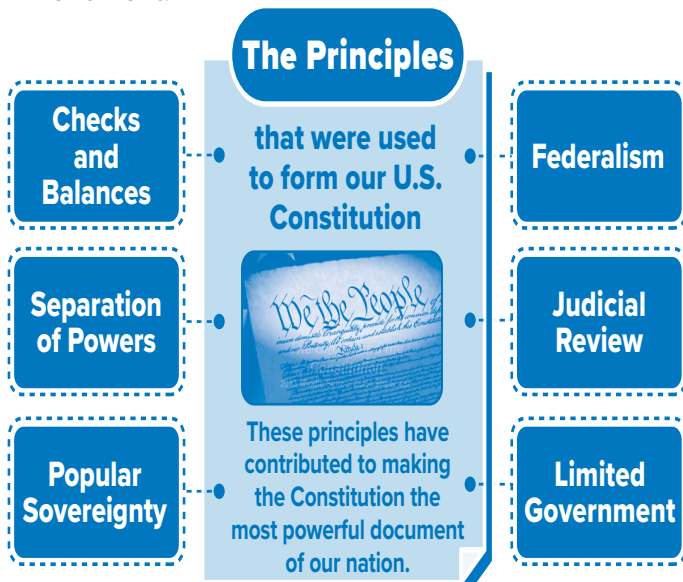 The Principles
that were used
to form our U.S.
Constitution
Checks
and
Balances
Separation
of Powers
Popular
Sovereignty
Federalism
Judicial
Review
Limited
Government
We the People
These principles have
contributed to making
the Constitution the
most powerful document
of our nation.